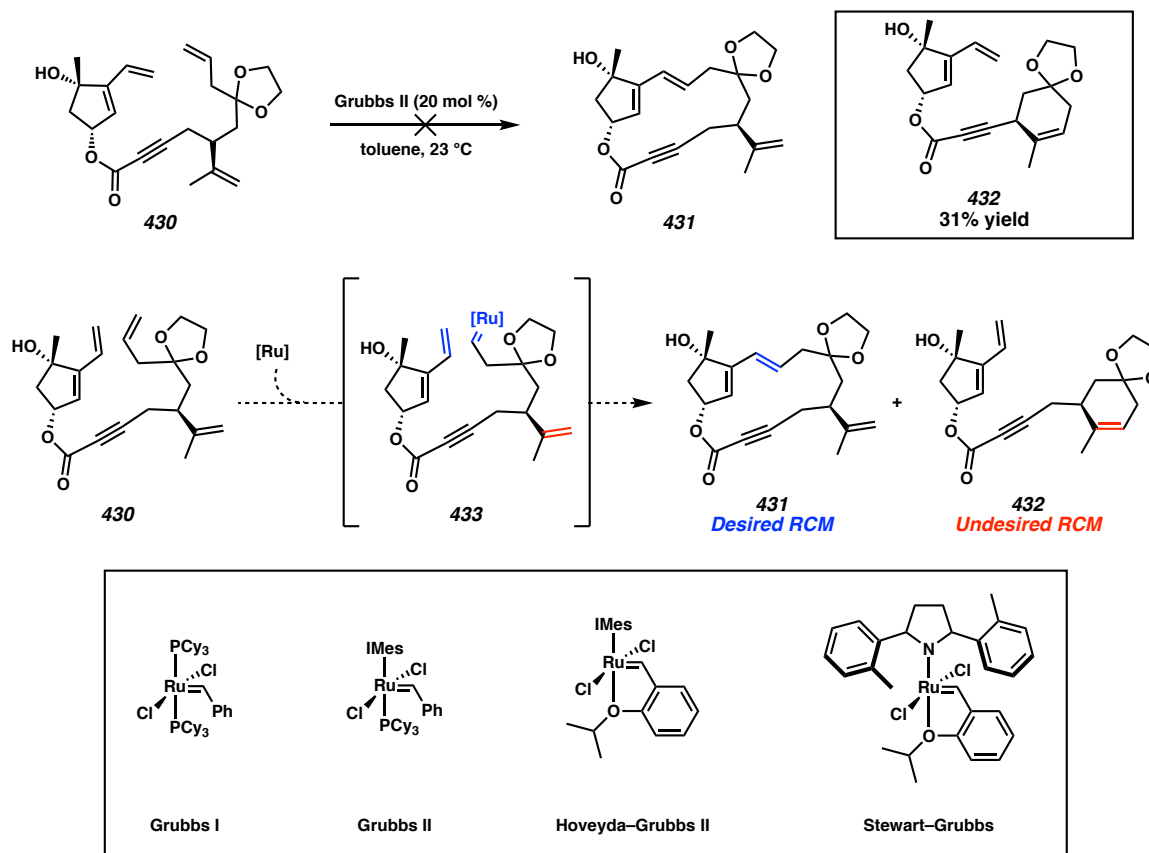 HO
O
O
O
O
Grubbs II (20 mol %)
toluene, 23 °C
430
HO
O
O
O
O
431
HO
O
O
O
O
432
31% yield
HO
O
O
O
O
430
[Ru]
HO
[Ru]
O
O
O
O
433
HO
O
O
O
O
431
Desired RCM
+
HO
O
O
O
O
432
Undesired RCM
PCy3
Cl
Ru
Cl
Ph
PCy3
Grubbs I
IMes
Cl
Ru
Cl
Ph
PCy3
Grubbs II
IMes
Cl
Ru
Cl
O
Hoveyda–Grubbs II
N
Cl
Ru
Cl
O
Stewart–Grubbs